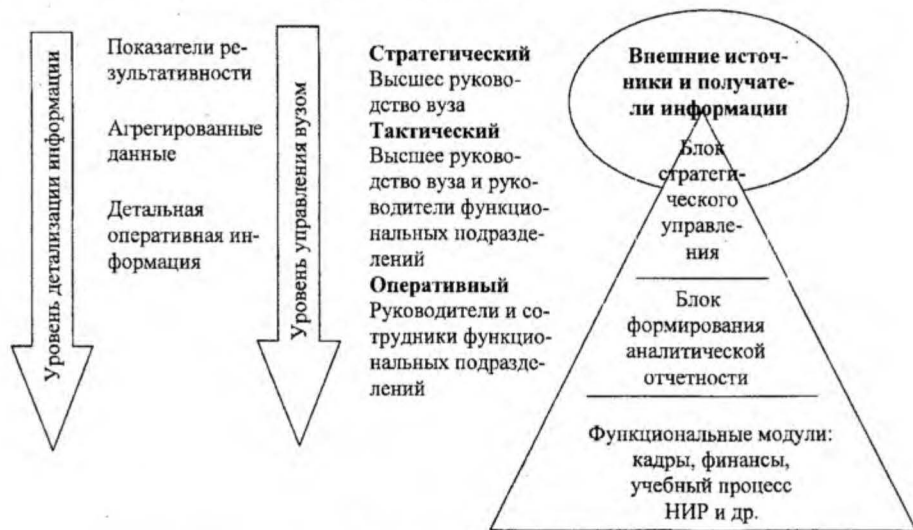 Уровень детализации информации
Показатели ре-
зультативности
Агрегированные
данные
Детальная
оперативная ин-
формация
Уровень управления вузом
Стратегический
Высшее руково-
дство вуза
Тактический
Высшее руково-
дство вуза и руко-
водители функцио-
нальных подразде-
лений
Оперативный
Руководители и со-
трудники функцио-
нальных подразде-
лений
Внешние источ-
ники и получате-
ли информации
Блок
стратеги-
ческого
управле-
ния
Блок
формирования
аналитической
отчетности
Функциональные модули:
кадры, финансы,
учебный процесс
НИР и др.